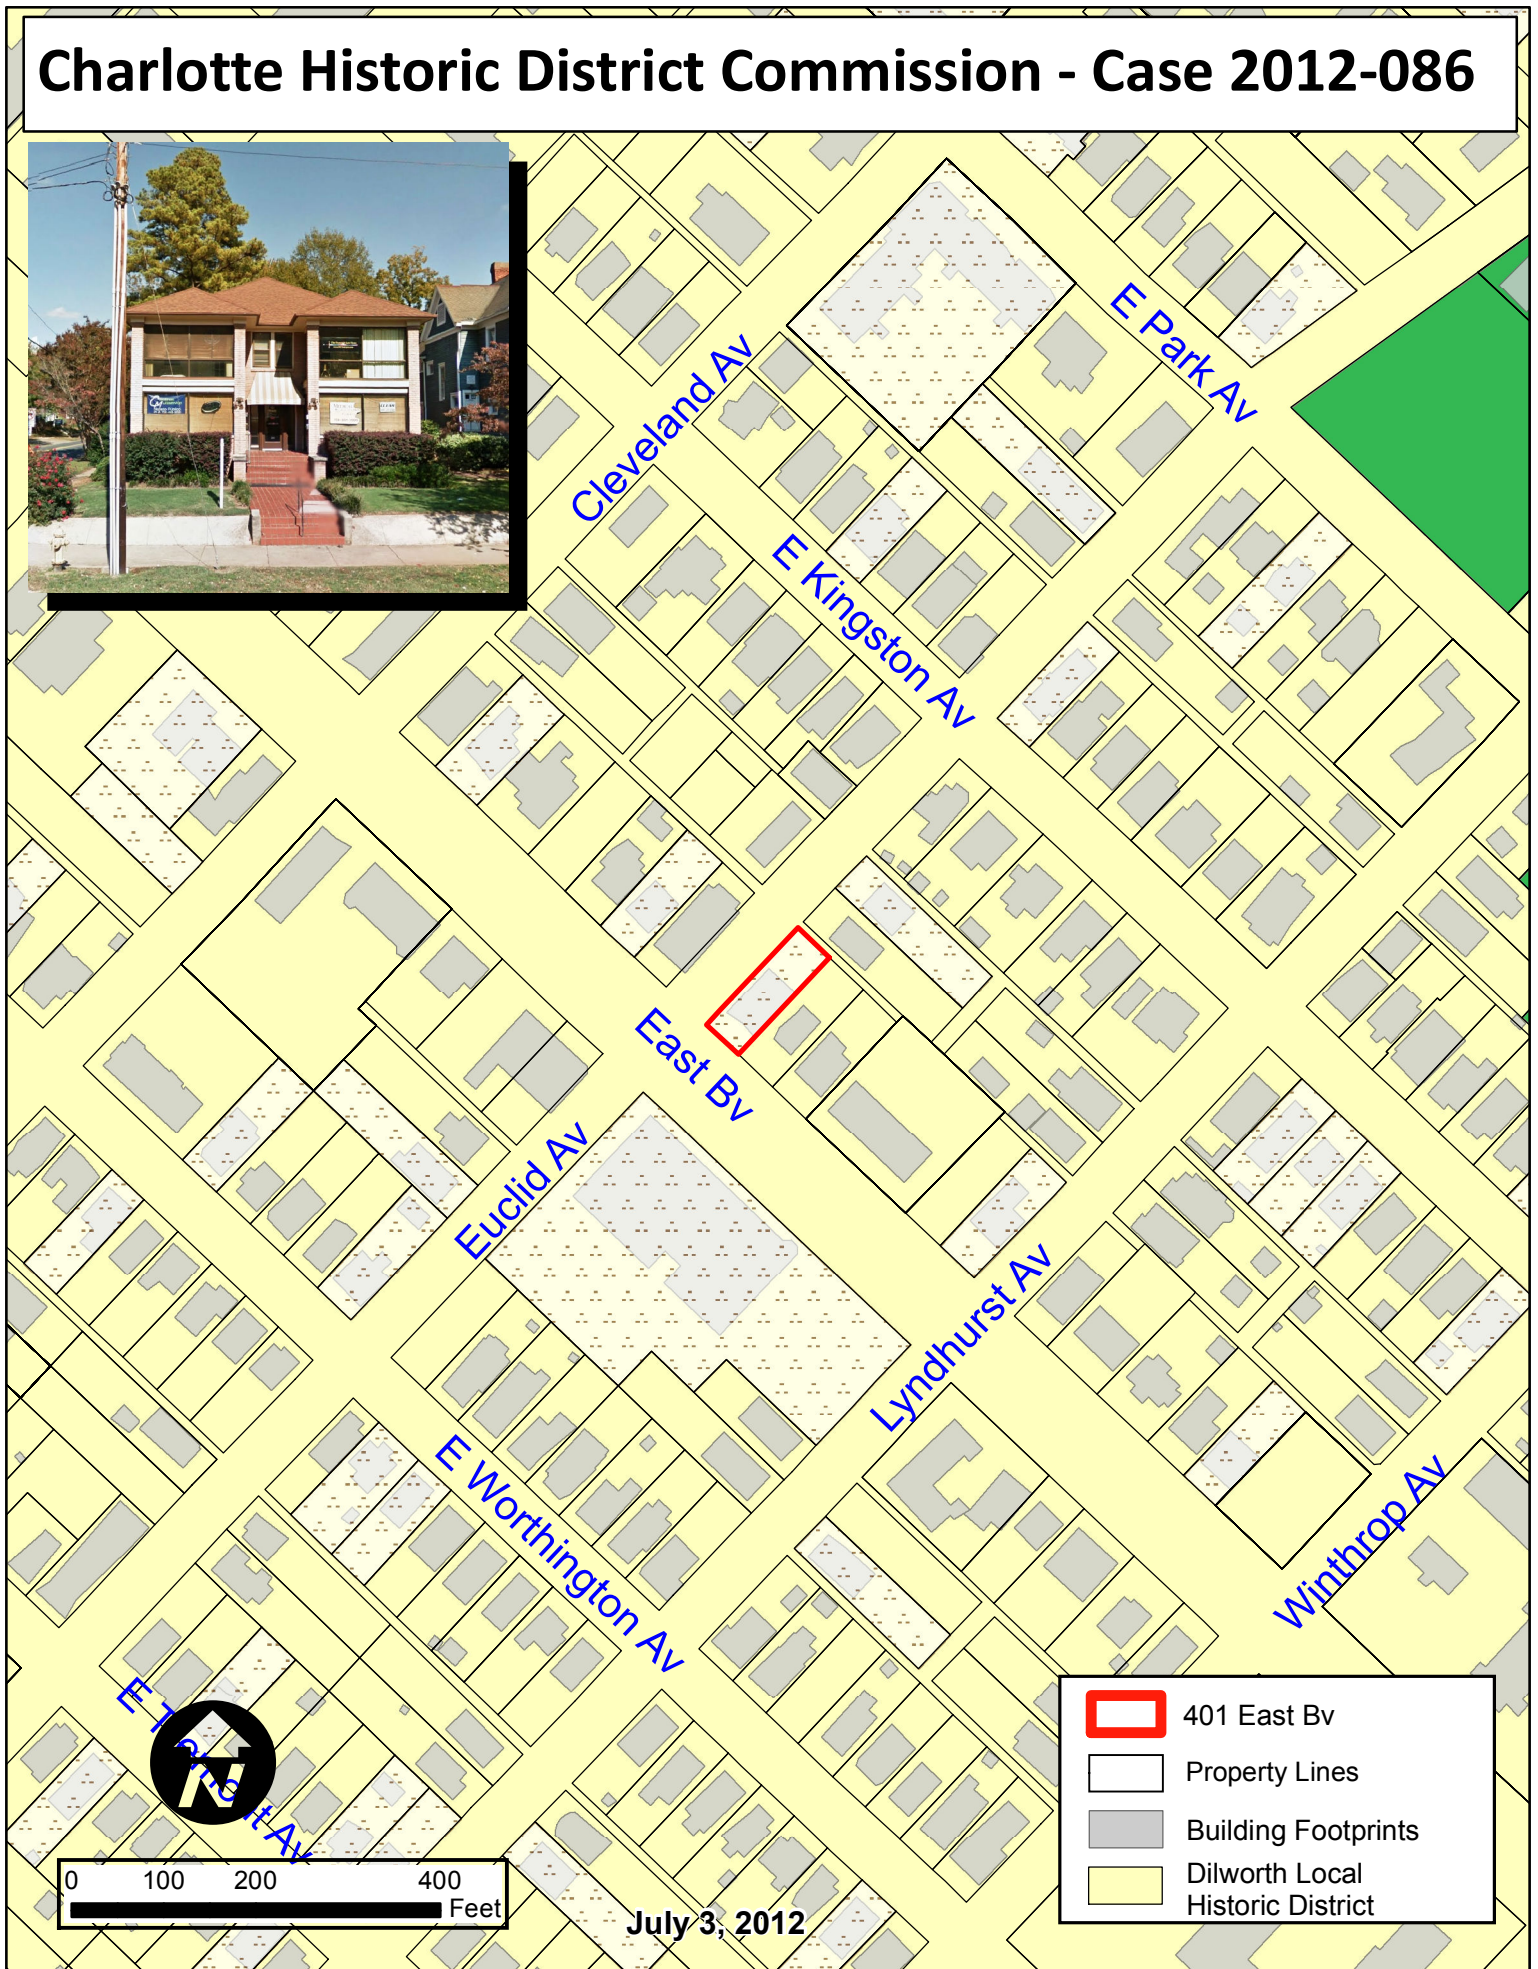 Charlotte Historic District Commission - Case 2012-086
E Park Av
Cleveland Av
E Kingston Av
East Bv
Euclid Av
Lyndhurst Av
E Worthington Av
Winthrop Av
E
Av
N
401 East Bv
Property Lines
Building Footprints
Dilworth Local
Historic District
0 100 200 400
Feet
July 3, 2012